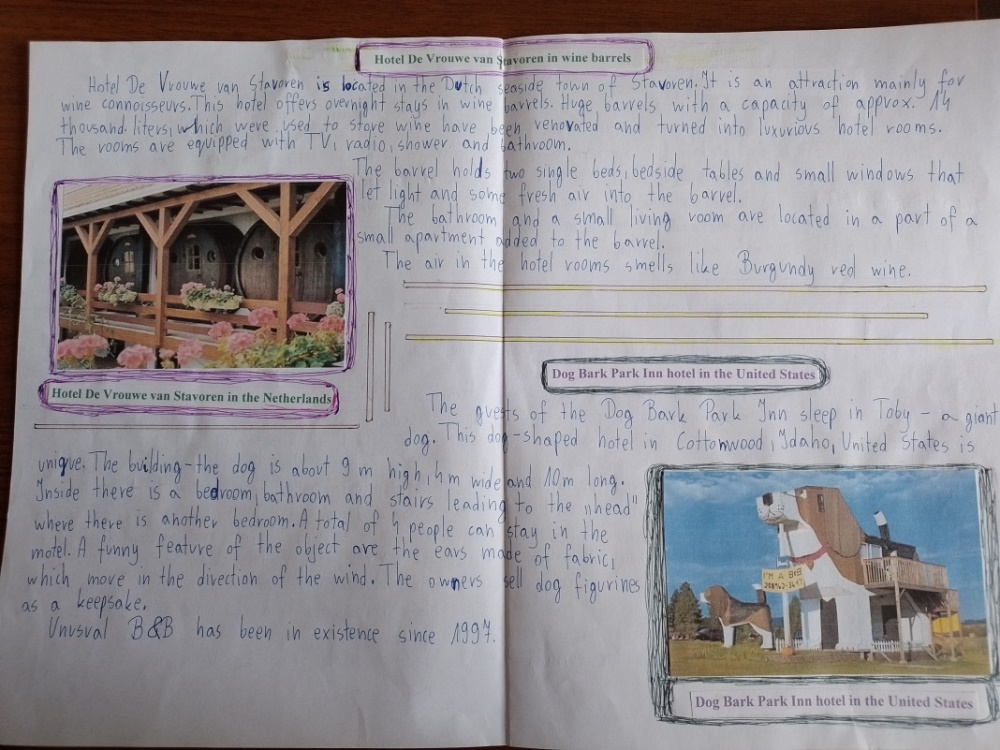 Hotel De Vrouwe van Stavoren in wine barrels
Hotel De Vrouwe van Stavoren is located in the Dutch seaside town of Stavoren. It is an attraction mainly for
wine connoisseurs. This hotel offers overnight stays in wine barrels. Huge barrels with a capacity of approx. 14
thousand liters, which were used to store wine have been renovated and turned into luxurious hotel rooms.
The rooms are equipped with TV, radio, shower and bathroom.
The barrel holds two single beds, bedside tables and small windows that
let light and some fresh air into the barrel.
The bathroom and a small living room are located in a part of a
small apartment added to the barrel.
The air in the hotel rooms smells like Burgundy red wine.
Hotel De Vrouwe van Stavoren in the Netherlands
Dog Bark Park Inn hotel in the United States
The guests of the Dog Bark Park Inn sleep in Toby – a giant
dog. This dog-shaped hotel in Cottonwood, Idaho, United States is
unique. The building – the dog is about 9 m high, 4m wide and 10m long.
Inside there is a bedroom, bathroom and stairs leading to the „head"
where there is another bedroom. A total of 4 people can stay in the
motel. A funny feature of the object are the ears made of fabric,
which move in the direction of the wind. The owners sell dog figurines
as a keepsake.
Unusual B&B has been in existence since 1997.
I'M A B&B
Dog Bark Park Inn hotel in the United States